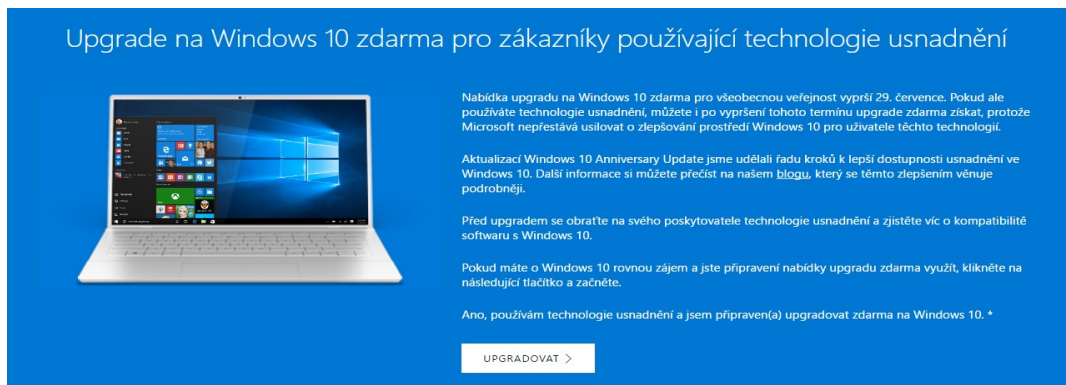 Upgrade na Windows 10 zdarma pro zákazníky používající technologie usnadnění
Nabídka upgradu na Windows 10 zdarma pro všeobecnou veřejnost vyprší 29. července. Pokud ale
používáte technologie usnadnění, můžete i po vypršení tohoto termínu upgrade zdarma získat, protože
Microsoft nepřestává usilovat o zlepšování prostředí Windows 10 pro uživatele těchto technologií.
Aktualizací Windows 10 Anniversary Update jsme udělali řadu kroků k lepší dostupnosti usnadnění ve
Windows 10. Další informace si můžete přečíst na našem blogu, který se těmto zlepšením věnuje
podrobněji.
Před upgradem se obraťte na svého poskytovatele technologie usnadnění a zjistěte víc o kompatibilitě
softwaru s Windows 10.
Pokud máte o Windows 10 rovnou zájem a jste připravení nabídky upgradu zdarma využít, klikněte na
následující tlačítko a začněte.
Ano, používám technologie usnadnění a jsem připraven(a) upgradovat zdarma na Windows 10. *
UPGRADOVAT >